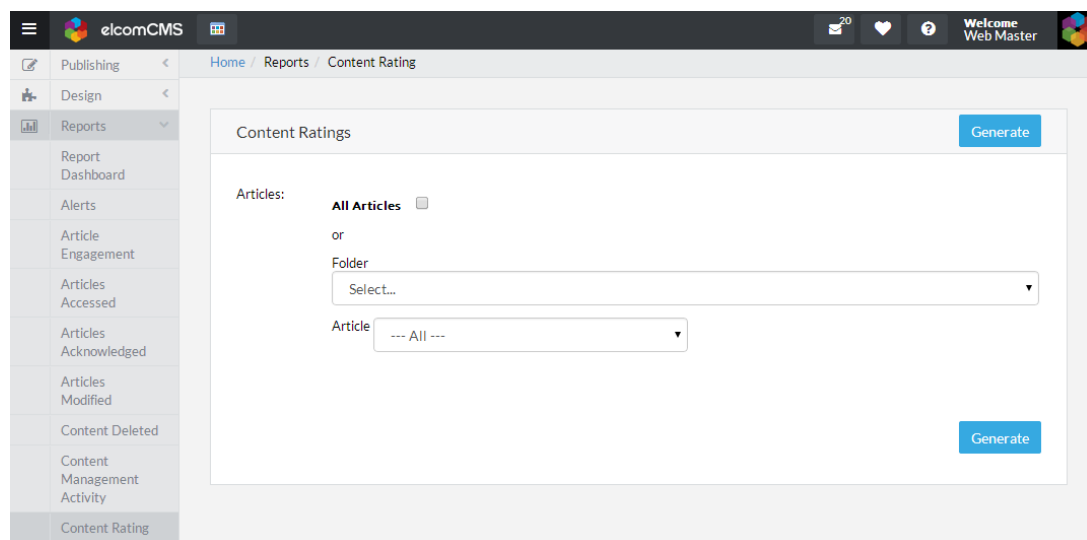 elcomCMS
20
Welcome
Web Master
Publishing
Design
Reports
Report
Dashboard
Alerts
Article
Engagement
Articles
Accessed
Articles
Acknowledged
Articles
Modified
Content Deleted
Content
Management
Activity
Content Rating
Home / Reports / Content Rating
Content Ratings
Generate
Articles:
All Articles
or
Folder
Select...
Article
--- All ---
Generate